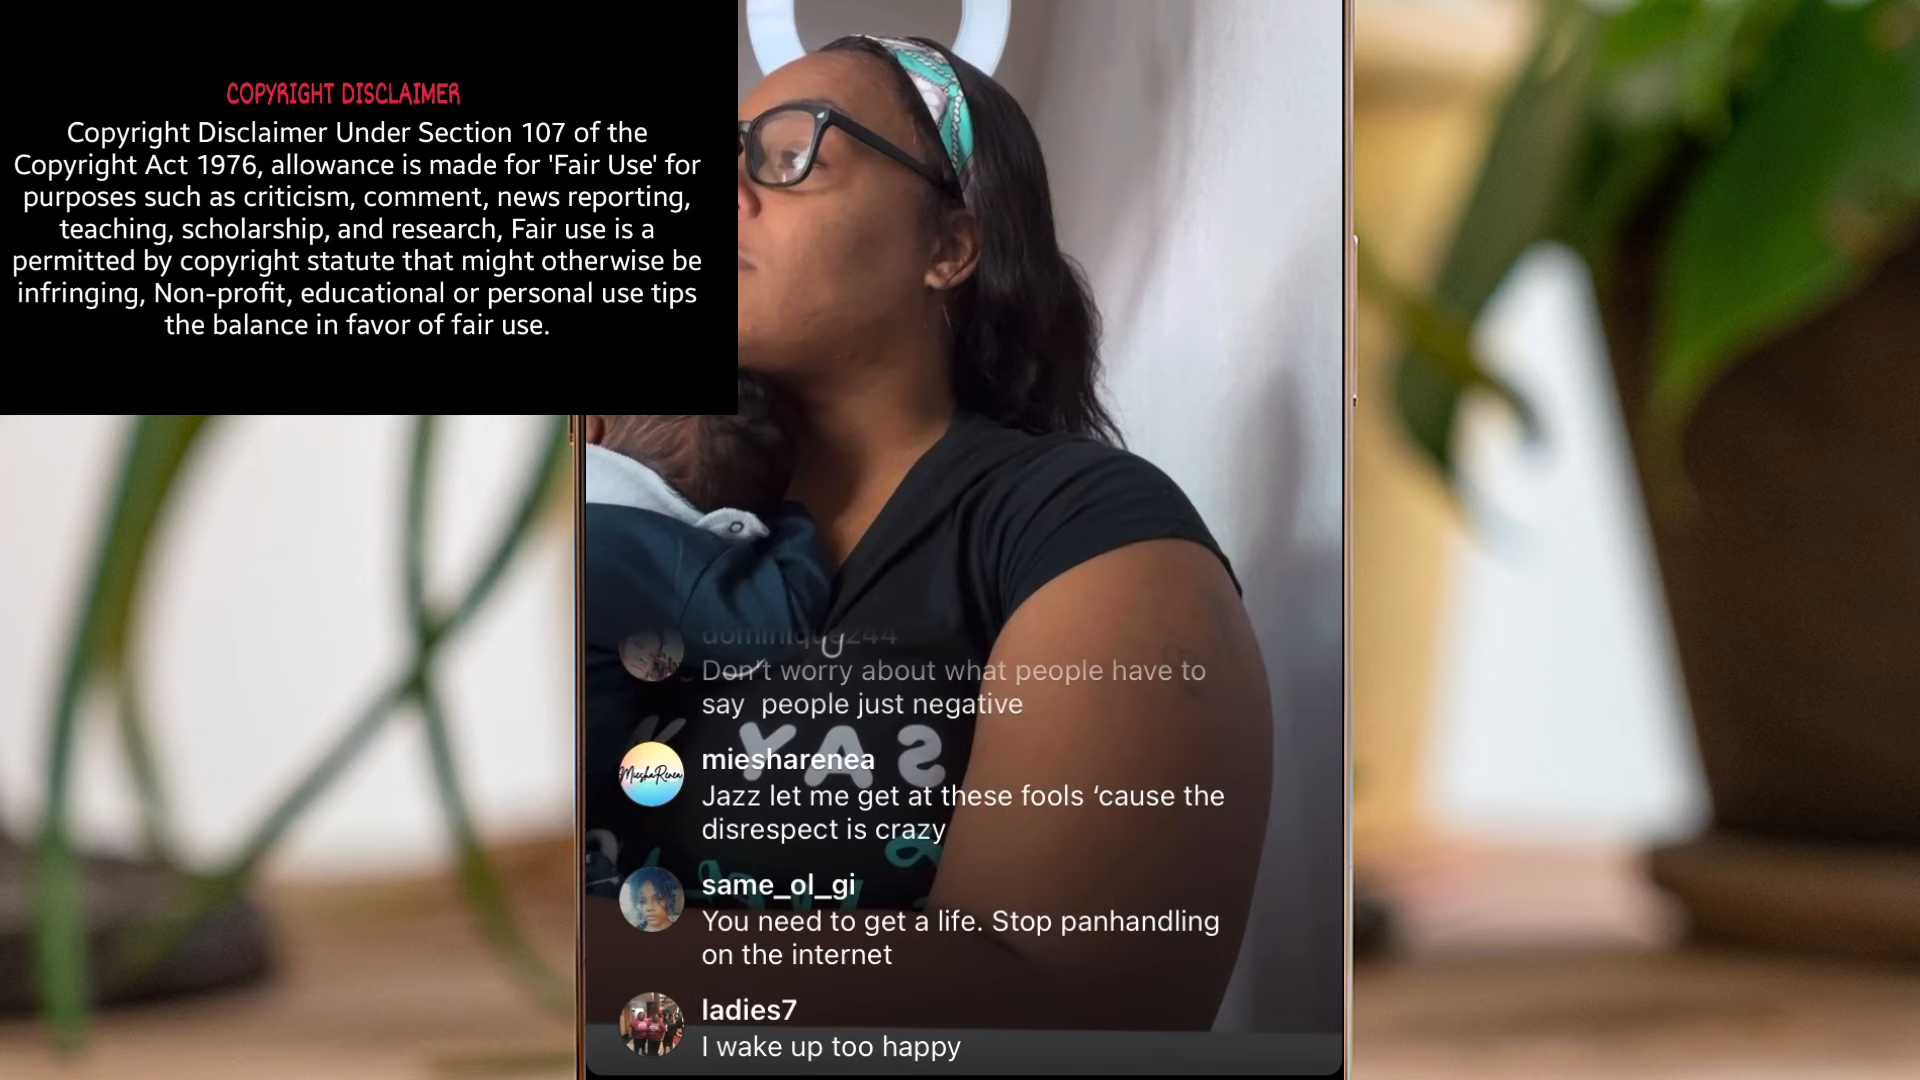 COPYRIGHT DISCLAIMER
Copyright Disclaimer Under Section 107 of the
Copyright Act 1976, allowance is made for 'Fair Use' for
purposes such as criticism, comment, news reporting,
teaching, scholarship, and research, Fair use is a
permitted by copyright statute that might otherwise be
infringing, Non-profit, educational or personal use tips
the balance in favor of fair use.
dominique244
Don't worry about what people have to
say people just negative
SAY
miesharenea
MieshaRenea
Jazz let me get at these fools ‘cause the
disrespect is crazy
same_ol_gi
You need to get a life. Stop panhandling
on the internet
ladies7
I wake up too happy